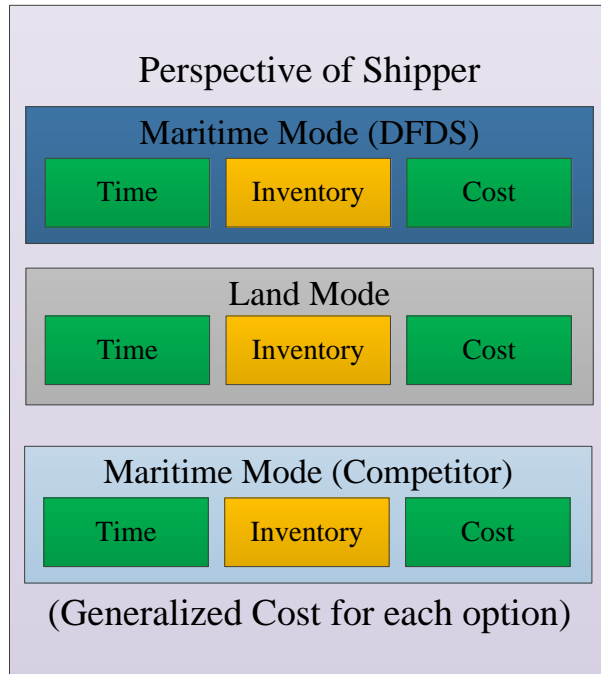 Perspective of Shipper
Maritime Mode (DFDS)
Time Inventory Cost
Land Mode
Time Inventory Cost
Maritime Mode (Competitor)
Time Inventory Cost
(Generalized Cost for each option)